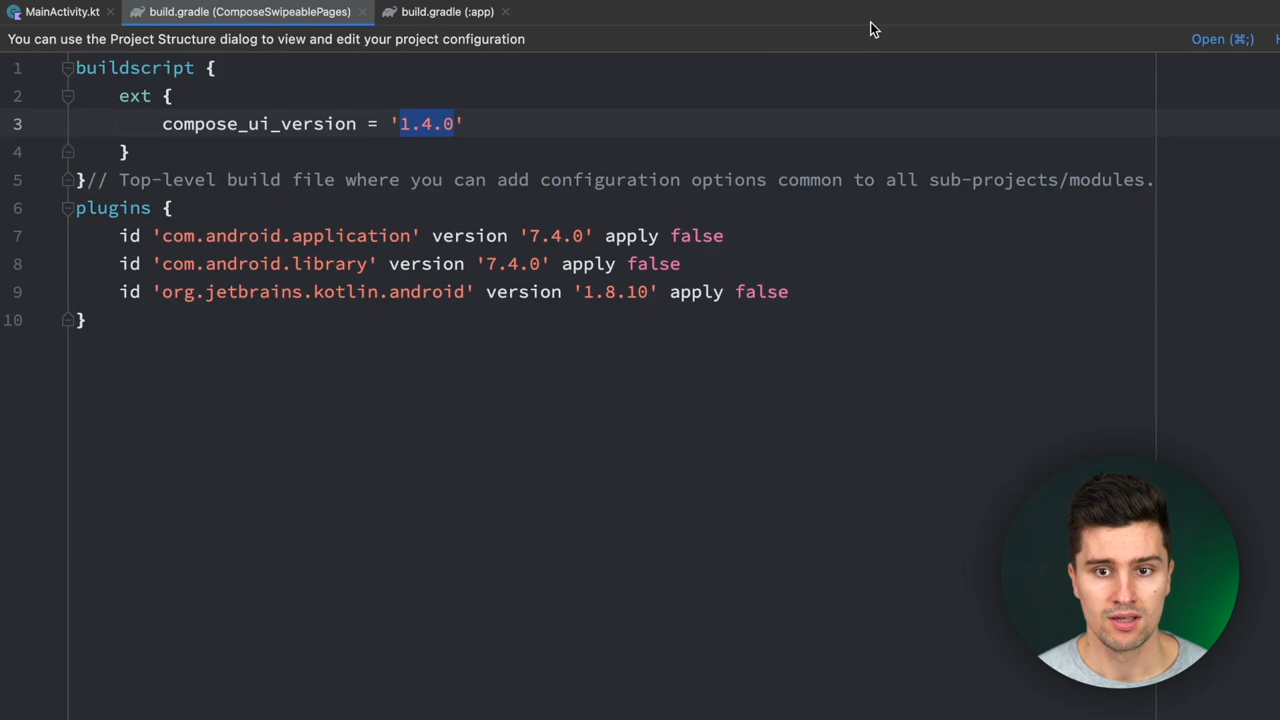 MainActivity.kt build.gradle (ComposeSwipeablePages) build.gradle (:app)
You can use the Project Structure dialog to view and edit your project configuration Open (⌘;)
1 buildscript {
2 ext {
3 compose_ui_version = '1.4.0'
4 }
5 }// Top-level build file where you can add configuration options common to all sub-projects/modules.
6 plugins {
7 id 'com.android.application' version '7.4.0' apply false
8 id 'com.android.library' version '7.4.0' apply false
9 id 'org.jetbrains.kotlin.android' version '1.8.10' apply false
10 }